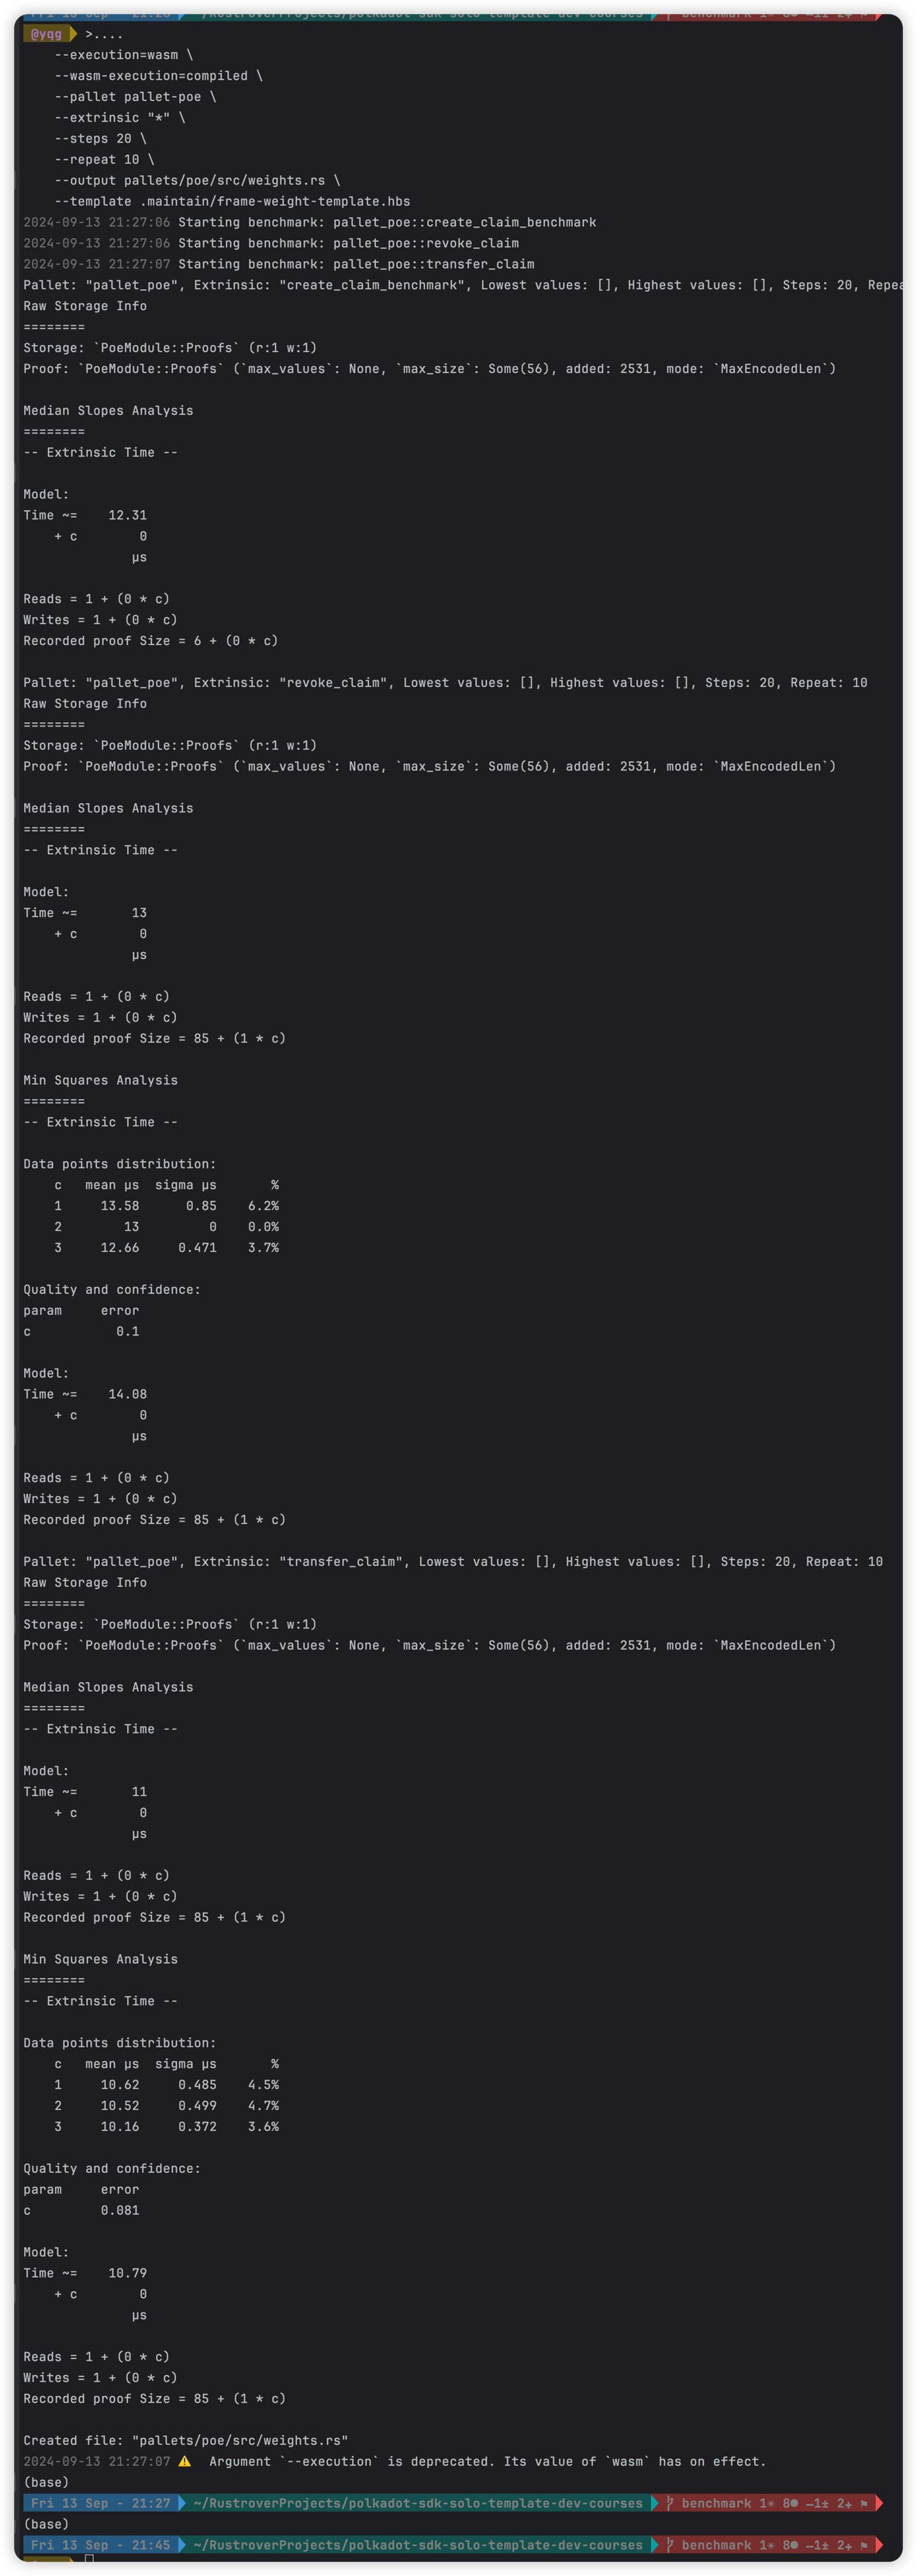 @yqg >....
    --execution=wasm \
    --wasm-execution=compiled \
    --pallet pallet-poe \
    --extrinsic "*" \
    --steps 20 \
    --repeat 10 \
    --output pallets/poe/src/weights.rs \
    --template .maintain/frame-weight-template.hbs
2024-09-13 21:27:06 Starting benchmark: pallet_poe::create_claim_benchmark
2024-09-13 21:27:06 Starting benchmark: pallet_poe::revoke_claim
2024-09-13 21:27:07 Starting benchmark: pallet_poe::transfer_claim
Pallet: "pallet_poe", Extrinsic: "create_claim_benchmark", Lowest values: [], Highest values: [], Steps: 20, Repea
Raw Storage Info
========
Storage: `PoeModule::Proofs` (r:1 w:1)
Proof: `PoeModule::Proofs` (`max_values`: None, `max_size`: Some(56), added: 2531, mode: `MaxEncodedLen`)

Median Slopes Analysis
========
-- Extrinsic Time --

Model:
Time ~=    12.31
    + c        0
              µs

Reads = 1 + (0 * c)
Writes = 1 + (0 * c)
Recorded proof Size = 6 + (0 * c)

Pallet: "pallet_poe", Extrinsic: "revoke_claim", Lowest values: [], Highest values: [], Steps: 20, Repeat: 10
Raw Storage Info
========
Storage: `PoeModule::Proofs` (r:1 w:1)
Proof: `PoeModule::Proofs` (`max_values`: None, `max_size`: Some(56), added: 2531, mode: `MaxEncodedLen`)

Median Slopes Analysis
========
-- Extrinsic Time --

Model:
Time ~=       13
    + c        0
              µs

Reads = 1 + (0 * c)
Writes = 1 + (0 * c)
Recorded proof Size = 85 + (1 * c)

Min Squares Analysis
========
-- Extrinsic Time --

Data points distribution:
    c   mean µs  sigma µs       %
    1     13.58      0.85    6.2%
    2        13         0    0.0%
    3     12.66     0.471    3.7%

Quality and confidence:
param     error
c           0.1

Model:
Time ~=    14.08
    + c        0
              µs

Reads = 1 + (0 * c)
Writes = 1 + (0 * c)
Recorded proof Size = 85 + (1 * c)

Pallet: "pallet_poe", Extrinsic: "transfer_claim", Lowest values: [], Highest values: [], Steps: 20, Repeat: 10
Raw Storage Info
========
Storage: `PoeModule::Proofs` (r:1 w:1)
Proof: `PoeModule::Proofs` (`max_values`: None, `max_size`: Some(56), added: 2531, mode: `MaxEncodedLen`)

Median Slopes Analysis
========
-- Extrinsic Time --

Model:
Time ~=       11
    + c        0
              µs

Reads = 1 + (0 * c)
Writes = 1 + (0 * c)
Recorded proof Size = 85 + (1 * c)

Min Squares Analysis
========
-- Extrinsic Time --

Data points distribution:
    c   mean µs  sigma µs       %
    1     10.62     0.485    4.5%
    2     10.52     0.499    4.7%
    3     10.16     0.372    3.6%

Quality and confidence:
param     error
c         0.081

Model:
Time ~=    10.79
    + c        0
              µs

Reads = 1 + (0 * c)
Writes = 1 + (0 * c)
Recorded proof Size = 85 + (1 * c)

Created file: "pallets/poe/src/weights.rs"
2024-09-13 21:27:07 ⚠️  Argument `--execution` is deprecated. Its value of `wasm` has on effect.
(base)
Fri 13 Sep - 21:27 ~/RustroverProjects/polkadot-sdk-solo-template-dev-courses benchmark 1☀ 8● —1± 2+ ⚑
(base)
Fri 13 Sep - 21:45 ~/RustroverProjects/polkadot-sdk-solo-template-dev-courses benchmark 1☀ 8● —1± 2+ ⚑